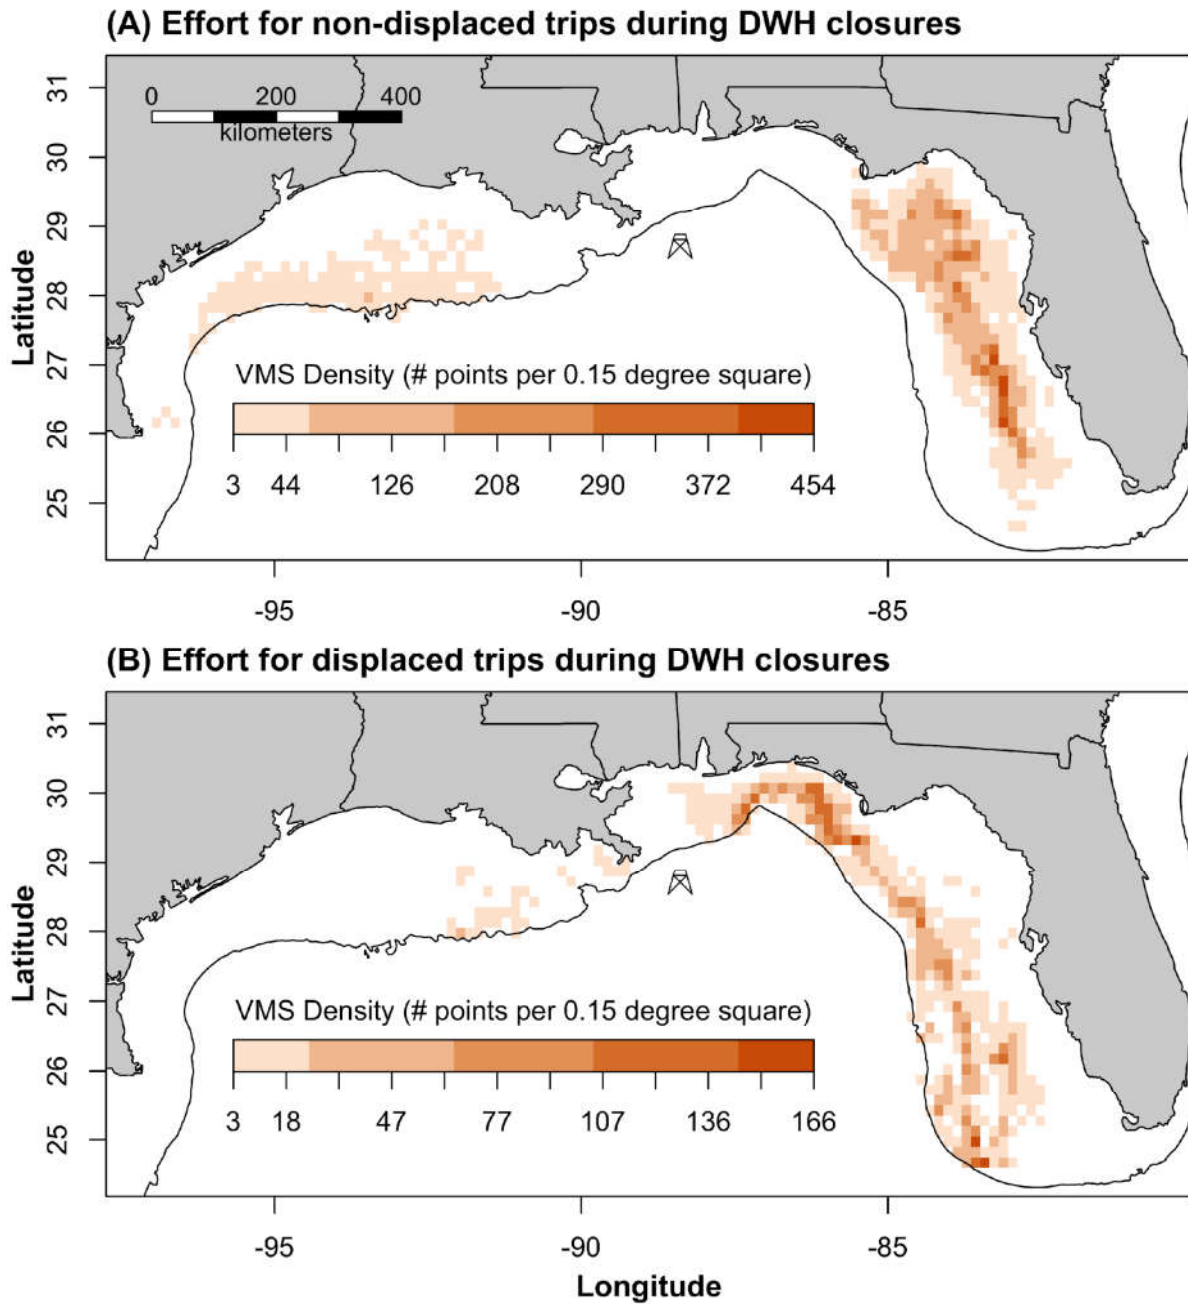 (A) Effort for non-displaced trips during DWH closures
0 200 400
kilometers
31
30
29
28
27
26
25
Latitude
VMS Density (# points per 0.15 degree square)
3 44 126 208 290 372 454
-95 -90 -85
(B) Effort for displaced trips during DWH closures
31
30
29
28
27
26
25
Latitude
VMS Density (# points per 0.15 degree square)
3 18 47 77 107 136 166
-95 -90 -85
Longitude